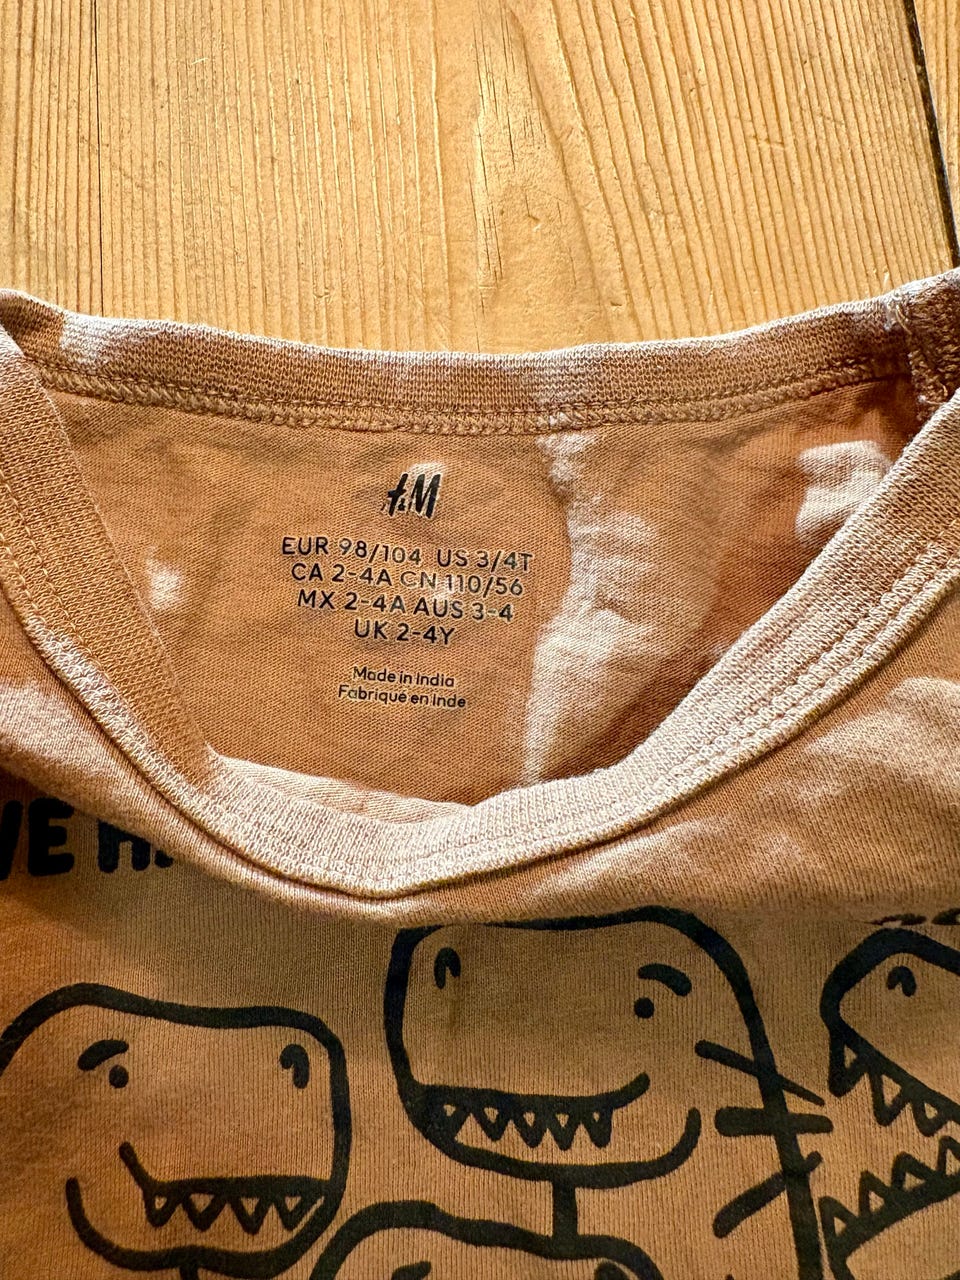 H&M
EUR 98/104 US 3/4T
CA 2-4A CN 110/56
MX 2-4A AUS 3-4
UK 2-4Y
Made in India
Fabriqué en Inde